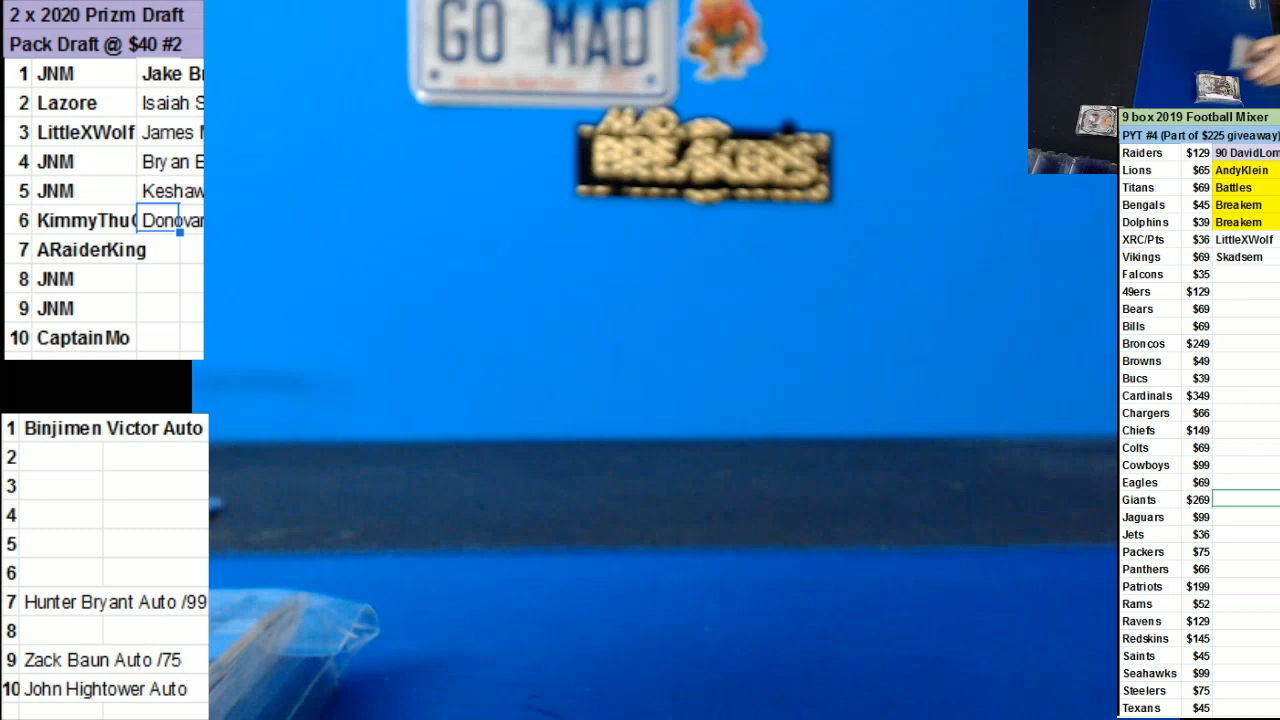 2 x 2020 Prizm Draft
Pack Draft @ $40 #2
1 JNM Jake Br
2 Lazore Isaiah S
3 LittleXWolf James
4 JNM Bryan E
5 JNM Keshaw
6 KimmyThu Donovar
7 ARaiderKing
8 JNM
9 JNM
10 CaptainMo
1 Binjimen Victor Auto
2
3
4
5
6
7 Hunter Bryant Auto /99
8
9 Zack Baun Auto /75
10 John Hightower Auto
GO MAD
BREAKERS
9 box 2019 Football Mixer
PYT #4 (Part of $225 giveaway)
Raiders $129 90 DavidLom
Lions $65 AndyKlein
Titans $69 Battles
Bengals $45 Breakem
Dolphins $39 Breakem
XRC/Pts $36 LittleXWolf
Vikings $69 Skadsem
Falcons $35
49ers $129
Bears $69
Bills $69
Broncos $249
Browns $49
Bucs $39
Cardinals $349
Chargers $66
Chiefs $149
Colts $69
Cowboys $99
Eagles $69
Giants $269
Jaguars $99
Jets $36
Packers $75
Panthers $66
Patriots $199
Rams $52
Ravens $129
Redskins $145
Saints $45
Seahawks $99
Steelers $75
Texans $45